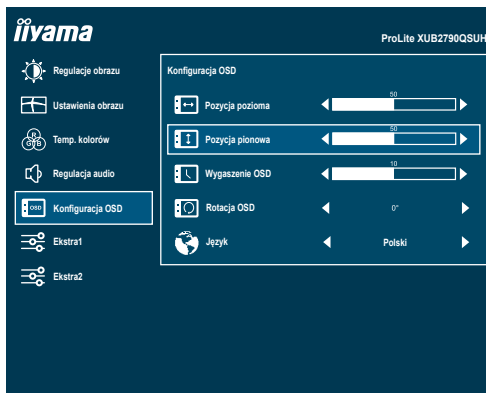 iiyama
ProLite XUB2790QSUH
Regulacje obrazu
Ustawienia obrazu
R
G B
Temp. kolorów
Regulacja audio
OSD
Konfiguracja OSD
Ekstra1
Ekstra2
Konfiguracja OSD
Pozycja pozioma
50
Pozycja pionowa
50
Wygaszenie OSD
10
Rotacja OSD
0°
Język
Polski